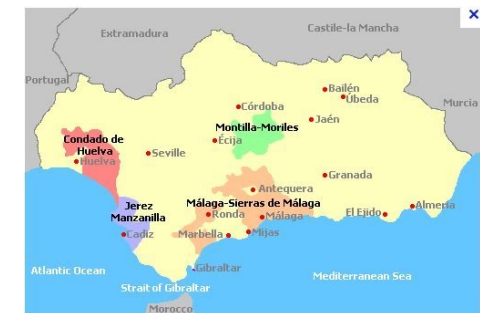 ×
Extremadura
Castile-la Mancha
Portugal
Murcia
Bailén
Úbeda
Córdoba
Jaén
Montilla-Moriles
Écija
Condado de
Huelva
Huelva
Seville
Granada
Antequera
Jerez
Manzanilla
Málaga-Sierras de Málaga
Ronda
Málaga
El Ejido
Almería
Cadiz
Marbella
Mijas
Gibraltar
Atlantic Ocean
Mediterranean Sea
Strait of Gibraltar
Morocco